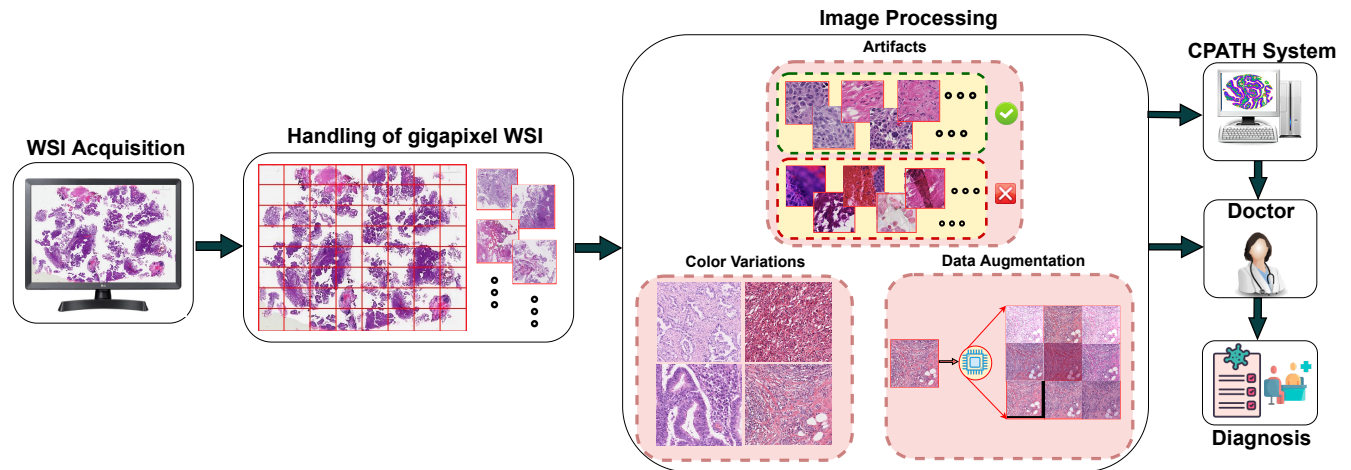 Image Processing
Artifacts
CPATH System
WSI Acquisition
Handling of gigapixel WSI
Doctor
Color Variations
Data Augmentation
Diagnosis